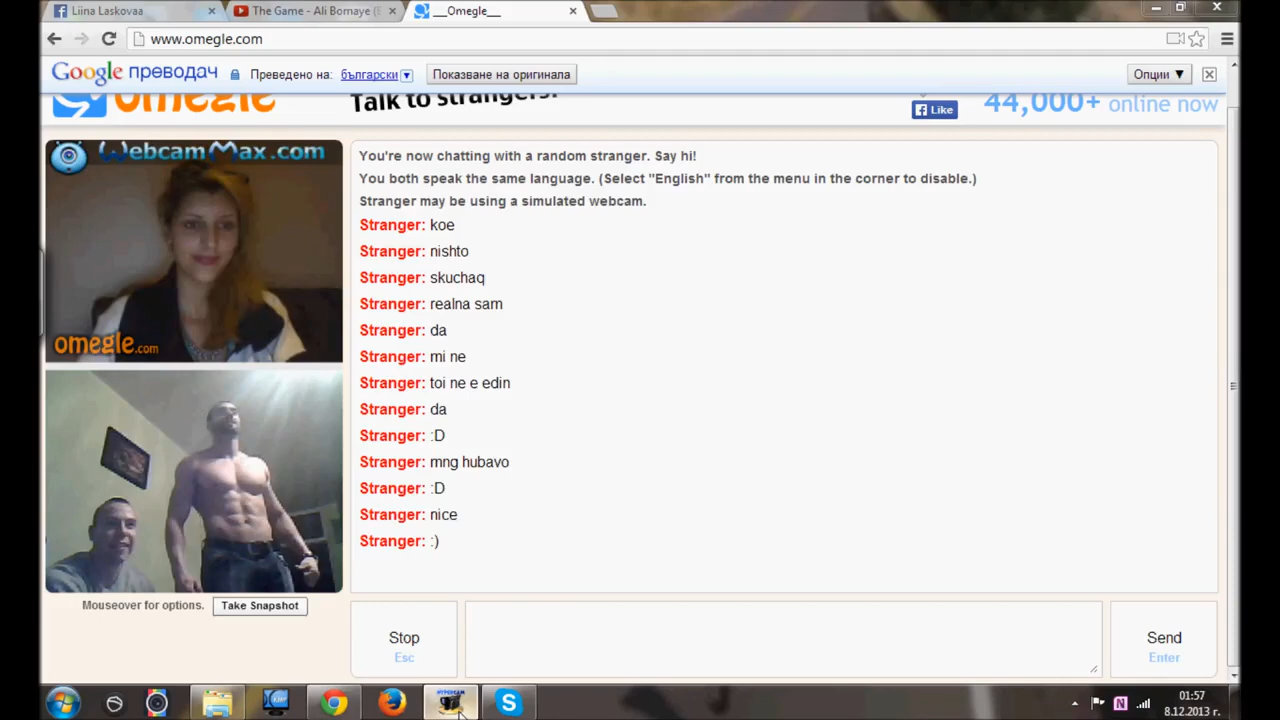 Liina Laskovaa
The Game - Ali Bornaye (E
__Omegle__
www.omegle.com
Google преводач Преведено на: български Показване на оригинала Опции ▼
omegle Talk to strangers! Like 44,000+ online now
WebcamMax.com
omegle.com
You're now chatting with a random stranger. Say hi!
You both speak the same language. (Select "English" from the menu in the corner to disable.)
Stranger may be using a simulated webcam.
Stranger: koe
Stranger: nishto
Stranger: skuchaq
Stranger: realna sam
Stranger: da
Stranger: mi ne
Stranger: toi ne e edin
Stranger: da
Stranger: :D
Stranger: mng hubavo
Stranger: :D
Stranger: nice
Stranger: :)
Mouseover for options. Take Snapshot
Stop
Esc
Send
Enter
HYPERCAM
N
01:57
8.12.2013 г.